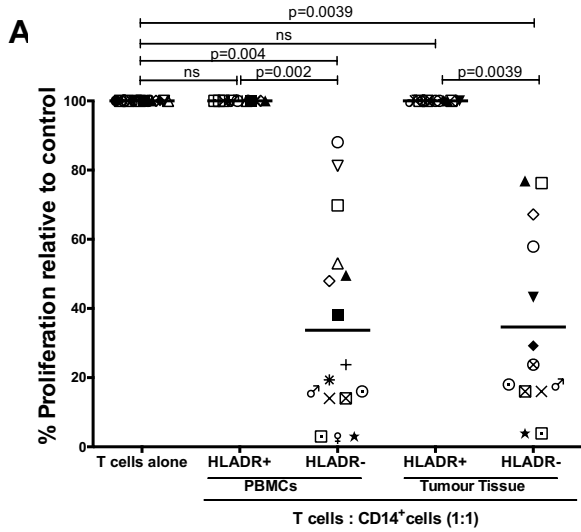 A
p=0.0039
ns
p=0.004
ns
p=0.002
p=0.0039
% Proliferation relative to control
100
80
60
40
20
0
T cells alone HLADR+ HLADR- HLADR+ HLADR-
PBMCs Tumour Tissue
T cells : CD14⁺cells (1:1)